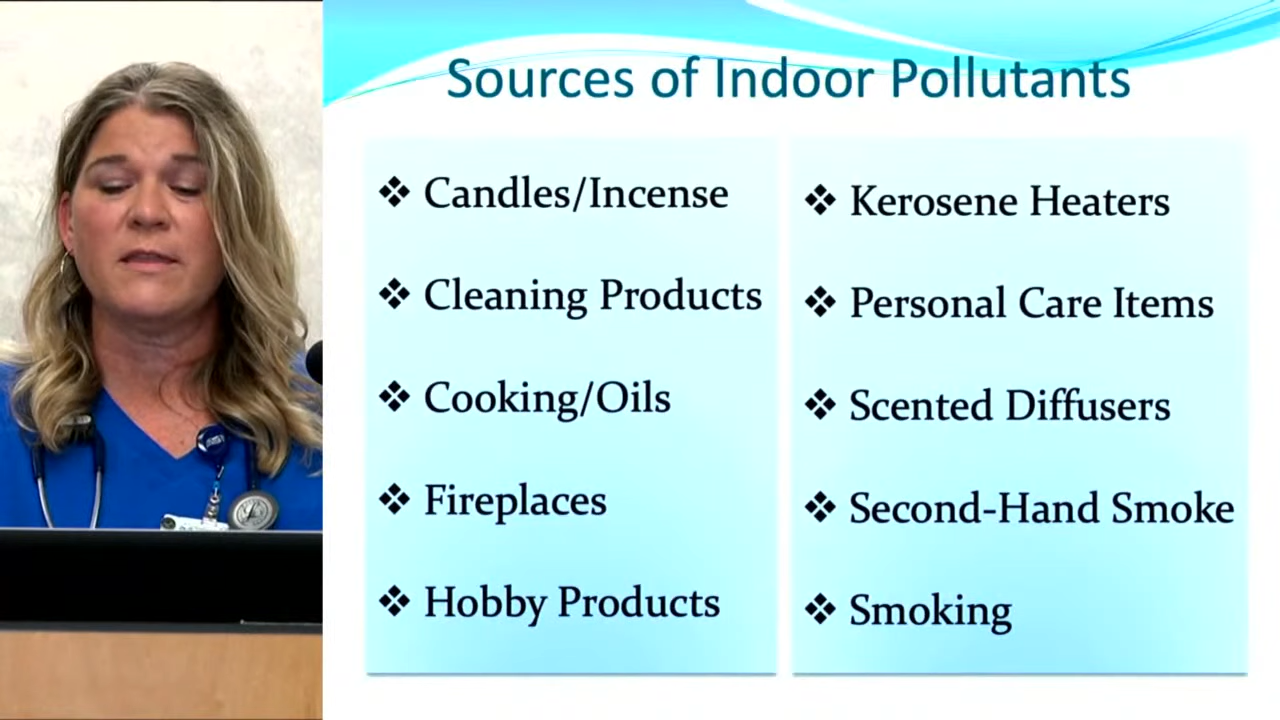 Sources of Indoor Pollutants
❖ Candles/Incense
❖ Cleaning Products
❖ Cooking/Oils
❖ Fireplaces
❖ Hobby Products
❖ Kerosene Heaters
❖ Personal Care Items
❖ Scented Diffusers
❖ Second-Hand Smoke
❖ Smoking